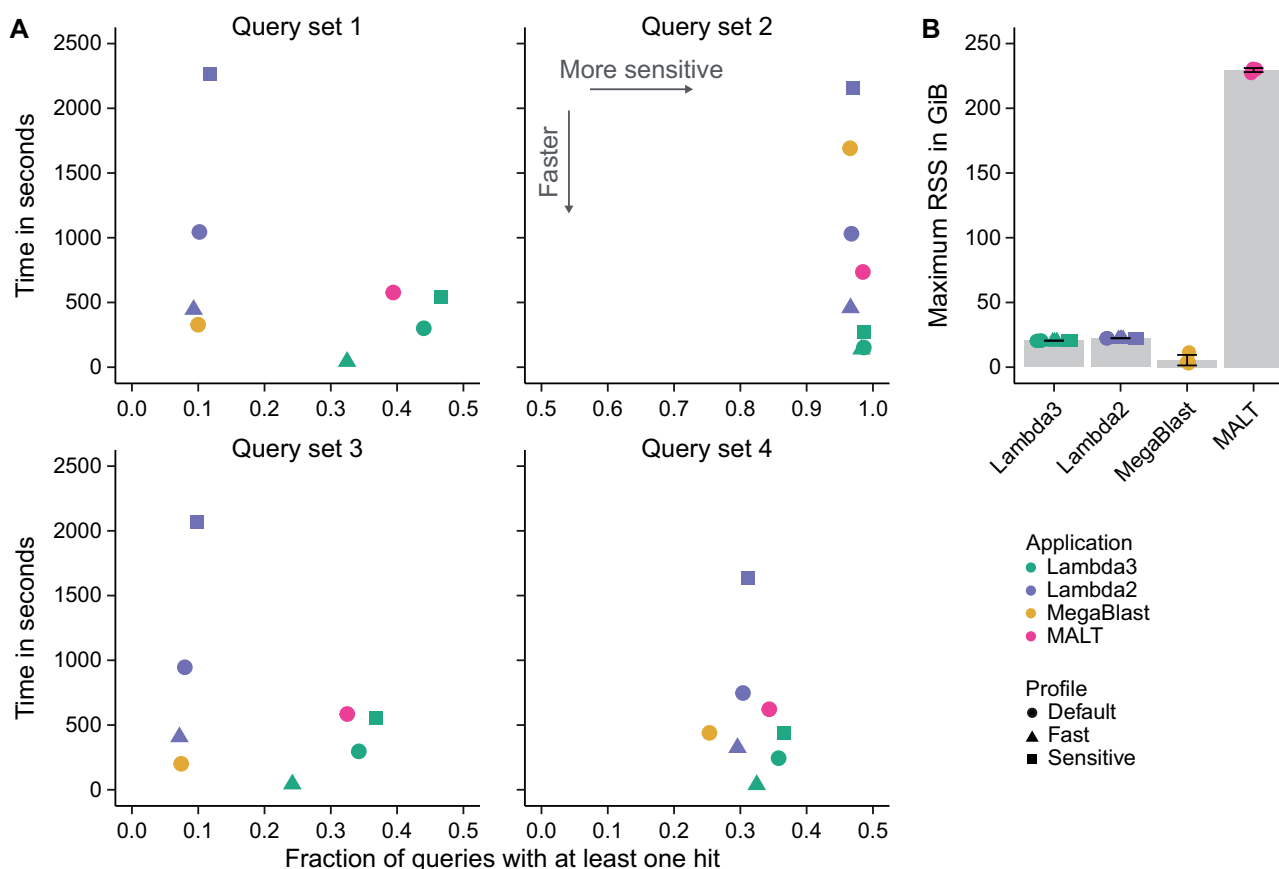 A
Query set 1
Query set 2
B
2500
2000
1500
1000
500
0
Time in seconds
0.0 0.1 0.2 0.3 0.4 0.5
More sensitive
Faster
0.5 0.6 0.7 0.8 0.9 1.0
250
200
150
100
50
0
Maximum RSS in GiB
Lambda3
Lambda2
MegaBlast
MALT
Query set 3
Query set 4
2500
2000
1500
1000
500
0
Time in seconds
0.0 0.1 0.2 0.3 0.4 0.5
0.0 0.1 0.2 0.3 0.4 0.5
Fraction of queries with at least one hit
Application
Lambda3
Lambda2
MegaBlast
MALT
Profile
Default
Fast
Sensitive